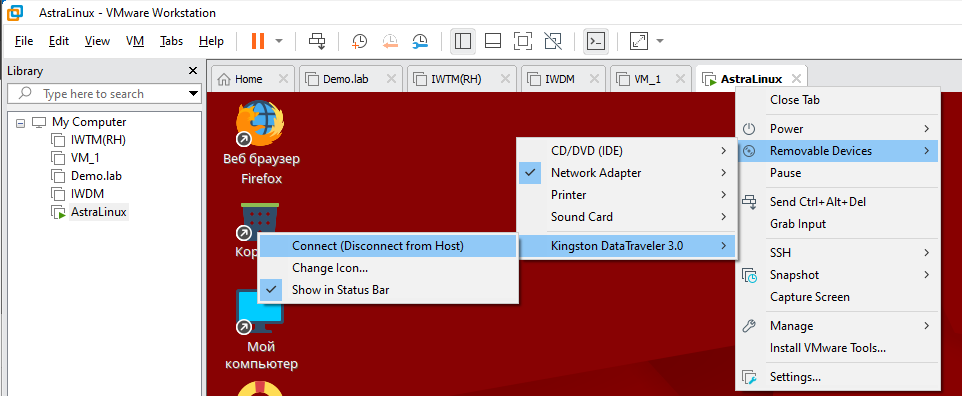 AstraLinux - VMware Workstation
File Edit View VM Tabs Help
Library
Type here to search
My Computer
IWTM(RH)
VM_1
Demo.lab
IWDM
AstraLinux
Home Demo.lab IWTM(RH) IWDM VM_1 AstraLinux
Веб браузер
Firefox
Кор
Мой
компьютер
Close Tab
Power
Removable Devices
Pause
Send Ctrl+Alt+Del
Grab Input
SSH
Snapshot
Capture Screen
Manage
Install VMware Tools...
Settings...
CD/DVD (IDE)
Network Adapter
Printer
Sound Card
Kingston DataTraveler 3.0
Connect (Disconnect from Host)
Change Icon...
Show in Status Bar